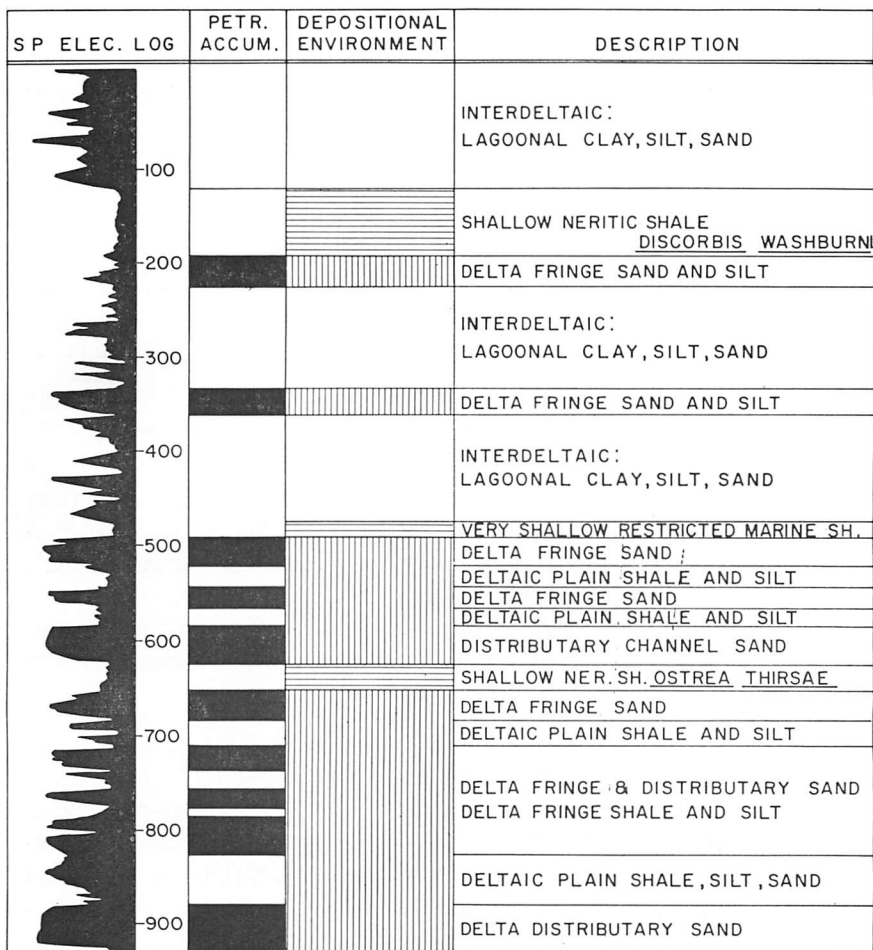 SP ELEC. LOG
PETR.
ACCUM.
DEPOSITIONAL
ENVIRONMENT
DESCRIPTION
INTERDELTAIC:
LAGOONAL CLAY, SILT, SAND
-100
SHALLOW NERITIC SHALE
DISCORBIS WASHBURNI
-200
DELTA FRINGE SAND AND SILT
INTERDELTAIC:
LAGOONAL CLAY, SILT, SAND
-300
DELTA FRINGE SAND AND SILT
-400
INTERDELTAIC:
LAGOONAL CLAY, SILT, SAND
VERY SHALLOW RESTRICTED MARINE SH.
-500
DELTA FRINGE SAND
DELTAIC PLAIN SHALE AND SILT
DELTA FRINGE SAND
DELTAIC PLAIN SHALE AND SILT
-600
DISTRIBUTARY CHANNEL SAND
SHALLOW NER. SH. OSTREA THIRSAE
DELTA FRINGE SAND
-700
DELTAIC PLAIN SHALE AND SILT
DELTA FRINGE & DISTRIBUTARY SAND
DELTA FRINGE SHALE AND SILT
-800
DELTAIC PLAIN SHALE, SILT, SAND
-900
DELTA DISTRIBUTARY SAND